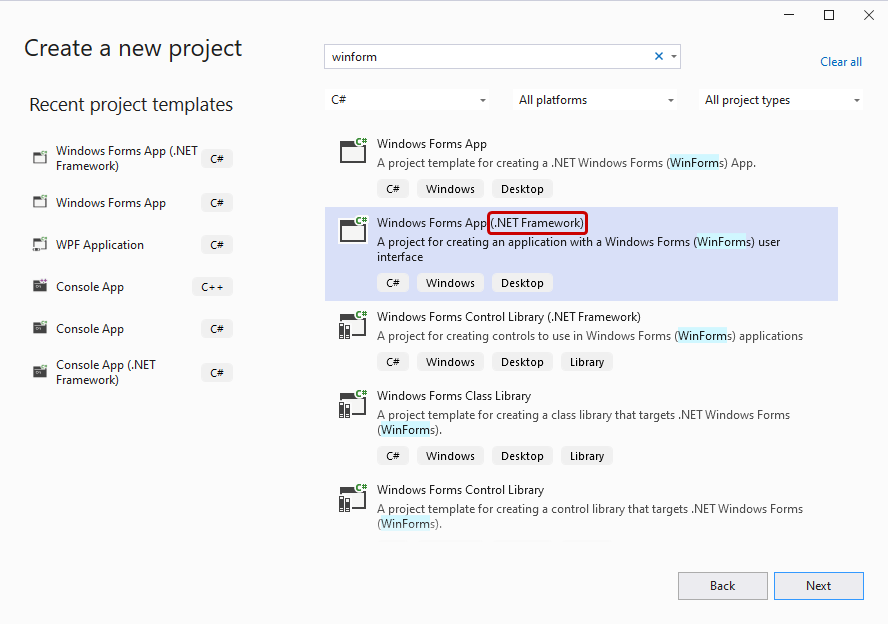 Create a new project
winform
Clear all
C#
All platforms
All project types
Recent project templates
Windows Forms App (.NET
Framework)
C#
Windows Forms App
C#
WPF Application
C#
Console App
C++
Console App
C#
Console App (.NET
Framework)
C#
Windows Forms App
A project template for creating a .NET Windows Forms (WinForms) App.
C# Windows Desktop
Windows Forms App (.NET Framework)
A project for creating an application with a Windows Forms (WinForms) user
interface
C# Windows Desktop
Windows Forms Control Library (.NET Framework)
A project for creating controls to use in Windows Forms (WinForms) applications
C# Windows Desktop Library
Windows Forms Class Library
A project template for creating a class library that targets .NET Windows Forms
(WinForms).
C# Windows Desktop Library
Windows Forms Control Library
A project template for creating a control library that targets .NET Windows Forms
(WinForms).
Back
Next